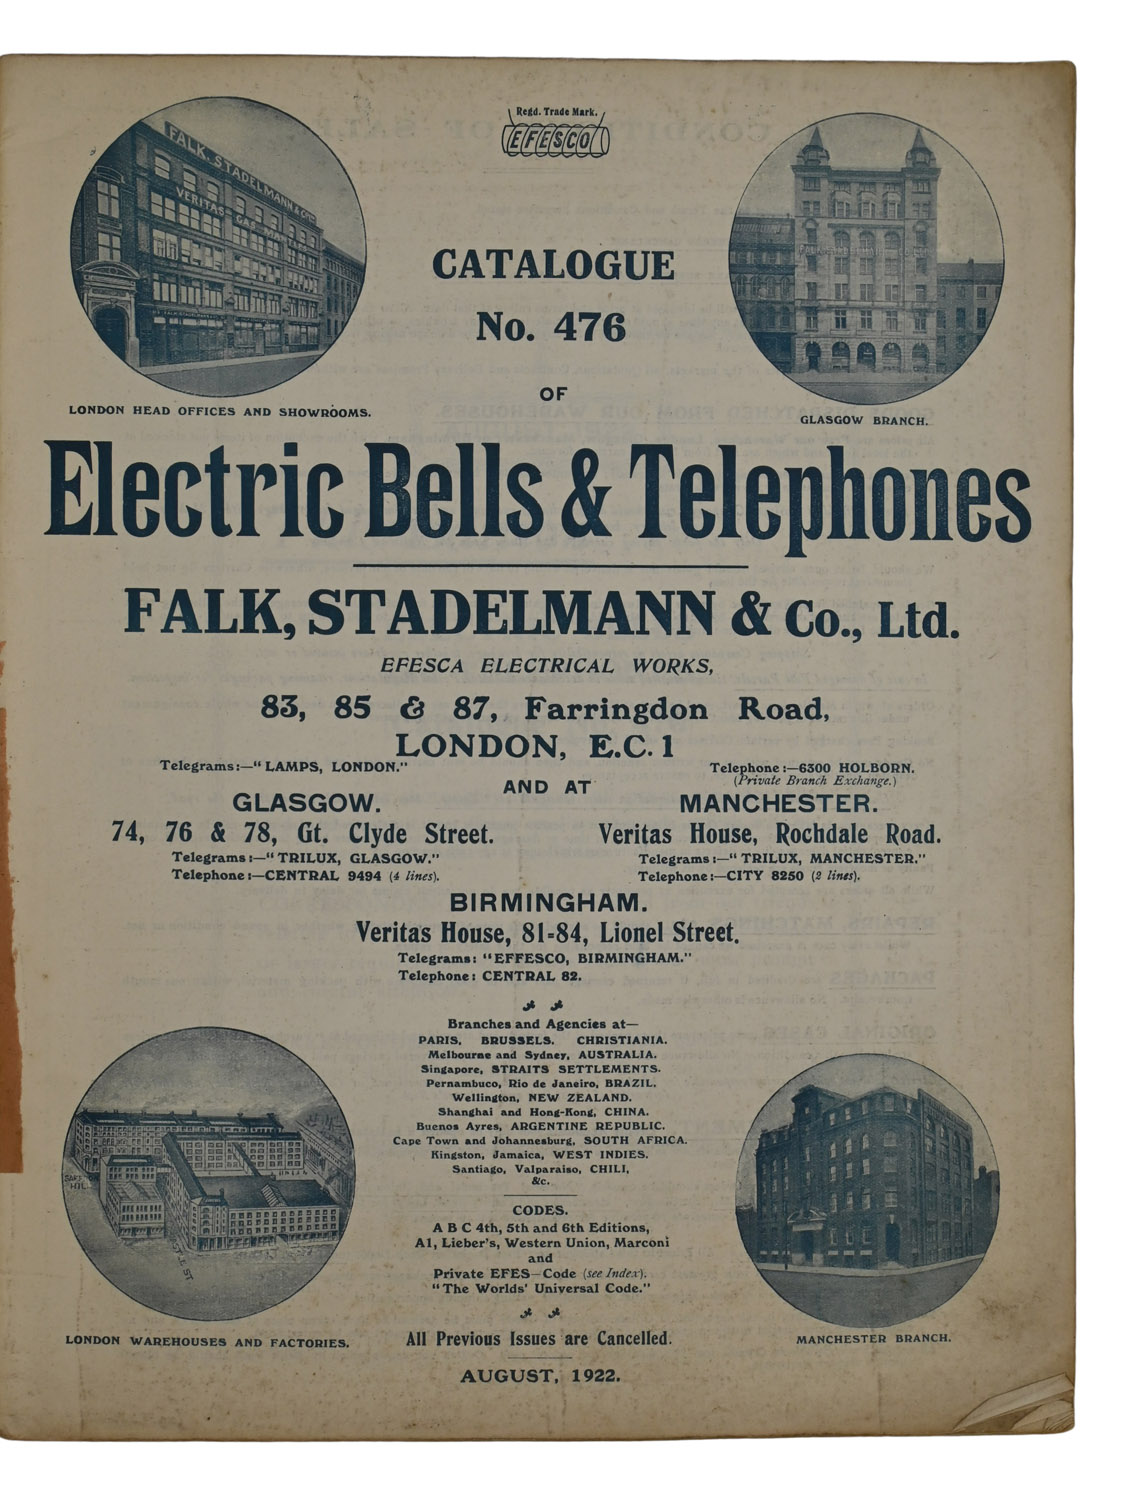 Regd. Trade Mark.
EFESCO
FALK, STADELMANN & CO LTD
VERITAS GAS
CATALOGUE
No. 476
OF
LONDON HEAD OFFICES AND SHOWROOMS.
GLASGOW BRANCH.
Electric Bells & Telephones
FALK, STADELMANN & Co., Ltd.
EFESCA ELECTRICAL WORKS,
83, 85 & 87, Farringdon Road,
LONDON, E.C. 1
Telegrams:—"LAMPS, LONDON."
Telephone:—6300 HOLBORN.
(Private Branch Exchange.)
AND AT
GLASGOW.
74, 76 & 78, Gt. Clyde Street.
Telegrams:—"TRILUX, GLASGOW."
Telephone:—CENTRAL 9494 (4 lines).
MANCHESTER.
Veritas House, Rochdale Road.
Telegrams:—"TRILUX, MANCHESTER."
Telephone:—CITY 8250 (2 lines).
BIRMINGHAM.
Veritas House, 81-84, Lionel Street.
Telegrams: "EFFESCO, BIRMINGHAM."
Telephone: CENTRAL 82.
Branches and Agencies at—
PARIS. BRUSSELS. CHRISTIANIA.
Melbourne and Sydney, AUSTRALIA.
Singapore, STRAITS SETTLEMENTS.
Pernambuco, Rio de Janeiro, BRAZIL.
Wellington, NEW ZEALAND.
Shanghai and Hong-Kong, CHINA.
Buenos Ayres, ARGENTINE REPUBLIC.
Cape Town and Johannesburg, SOUTH AFRICA.
Kingston, Jamaica, WEST INDIES.
Santiago, Valparaiso, CHILI,
&c.
CODES.
A B C 4th, 5th and 6th Editions,
A1, Lieber's, Western Union, Marconi
and
Private EFES—Code (see Index).
"The Worlds' Universal Code."
LONDON WAREHOUSES AND FACTORIES.
All Previous Issues are Cancelled.
MANCHESTER BRANCH.
AUGUST, 1922.